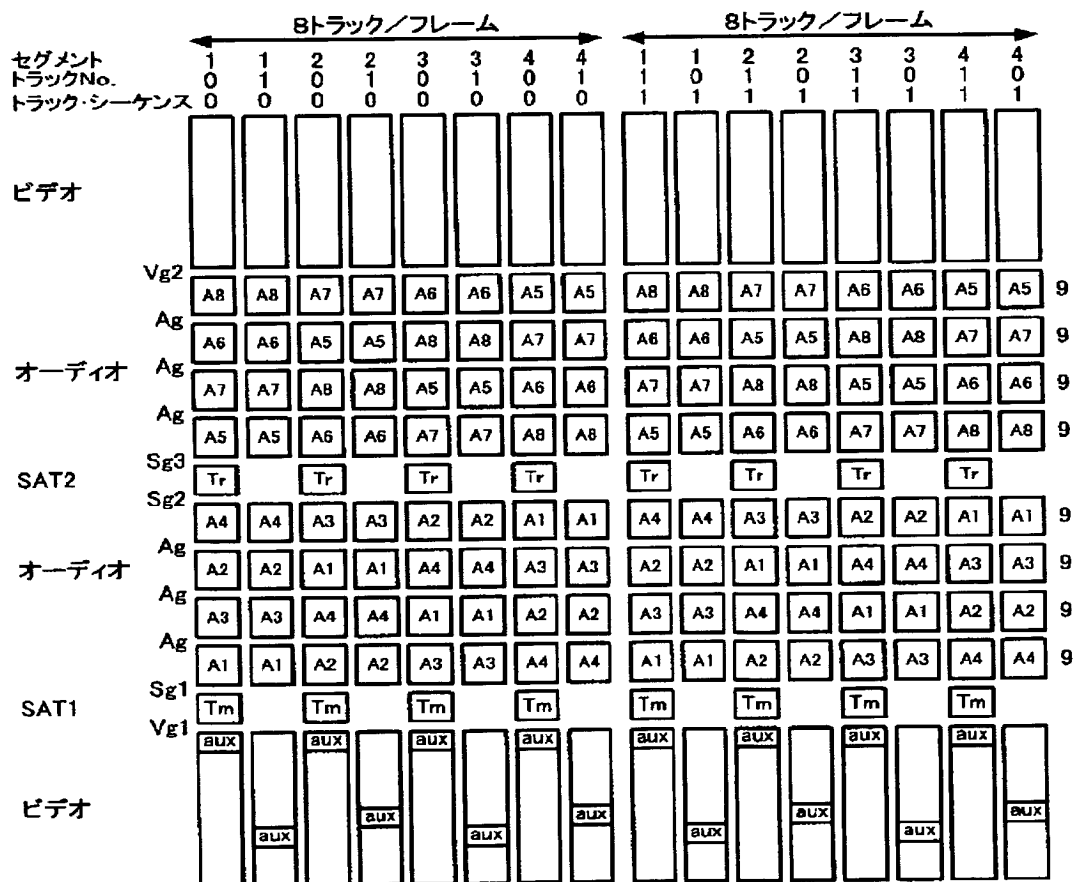 8トラック/フレーム 8トラック/フレーム
セグメント 1 1 2 2 3 3 4 4 1 1 2 2 3 3 4 4
トラックNo. 0 1 0 1 0 1 0 1 1 0 1 0 1 0 1 0
トラック・シーケンス 0 0 0 0 0 0 0 0 1 1 1 1 1 1 1 1
ビデオ
Vg2
A8 A8 A7 A7 A6 A6 A5 A5 A8 A8 A7 A7 A6 A6 A5 A5 9
Ag
A6 A6 A5 A5 A8 A8 A7 A7 A6 A6 A5 A5 A8 A8 A7 A7 9
オーディオ Ag
A7 A7 A8 A8 A5 A5 A6 A6 A7 A7 A8 A8 A5 A5 A6 A6 9
Ag
A5 A5 A6 A6 A7 A7 A8 A8 A5 A5 A6 A6 A7 A7 A8 A8 9
Sg3
SAT2 Tr Tr Tr Tr Tr Tr Tr Tr
Sg2
A4 A4 A3 A3 A2 A2 A1 A1 A4 A4 A3 A3 A2 A2 A1 A1 9
Ag
オーディオ A2 A2 A1 A1 A4 A4 A3 A3 A2 A2 A1 A1 A4 A4 A3 A3 9
Ag
A3 A3 A4 A4 A1 A1 A2 A2 A3 A3 A4 A4 A1 A1 A2 A2 9
Ag
A1 A1 A2 A2 A3 A3 A4 A4 A1 A1 A2 A2 A3 A3 A4 A4 9
Sg1
SAT1 Tm Tm Tm Tm Tm Tm Tm Tm
Vg1
aux aux aux aux aux aux aux aux
ビデオ aux aux aux aux aux aux aux aux